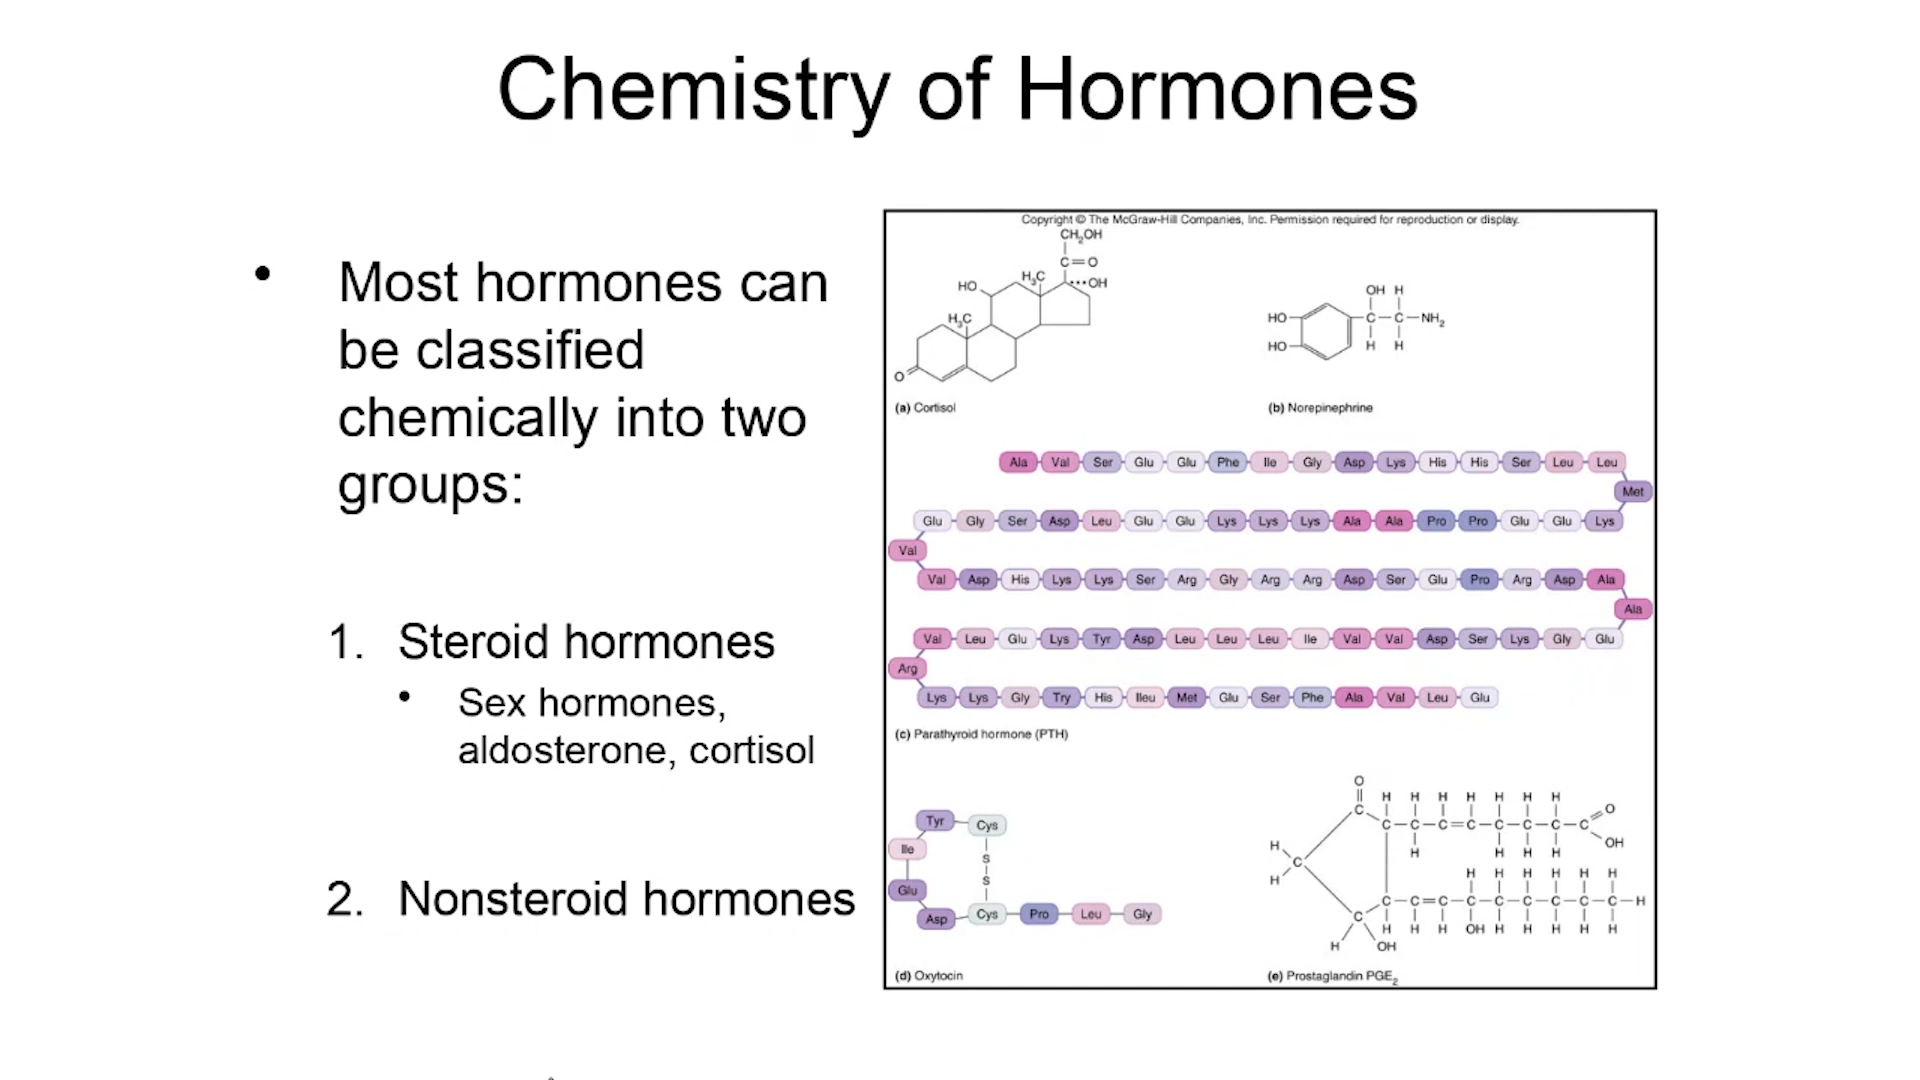 Chemistry of Hormones
• Most hormones can
be classified
chemically into two
groups:
1. Steroid hormones
• Sex hormones,
aldosterone, cortisol
2. Nonsteroid hormones
Copyright © The McGraw-Hill Companies, Inc. Permission required for reproduction or display.
CH₂OH
C=O
H₃C
OH
HO
H₃C
O
(a) Cortisol
OH H
HO C C NH₂
HO H H
(b) Norepinephrine
Ala Val Ser Glu Glu Phe Ile Gly Asp Lys His His Ser Leu Leu
Met
Glu Gly Ser Asp Leu Glu Glu Lys Lys Lys Ala Ala Pro Pro Glu Glu Lys
Val
Val Asp His Lys Lys Ser Arg Gly Arg Arg Asp Ser Glu Pro Arg Asp Ala
Ala
Val Leu Glu Lys Tyr Asp Leu Leu Leu Ile Val Val Asp Ser Lys Gly Glu
Arg
Lys Lys Gly Try His Ileu Met Glu Ser Phe Ala Val Leu Glu
(c) Parathyroid hormone (PTH)
Tyr Cys
Ile S
S
Glu
Asp Cys Pro Leu Gly
(d) Oxytocin
O
H H H H H H H O
C C C C=C C C C C
OH
H H H H H
C
H H H H H H H
C C=C C C C C C C H
C H H H OH H H H H H
H OH
(e) Prostaglandin PGE₂